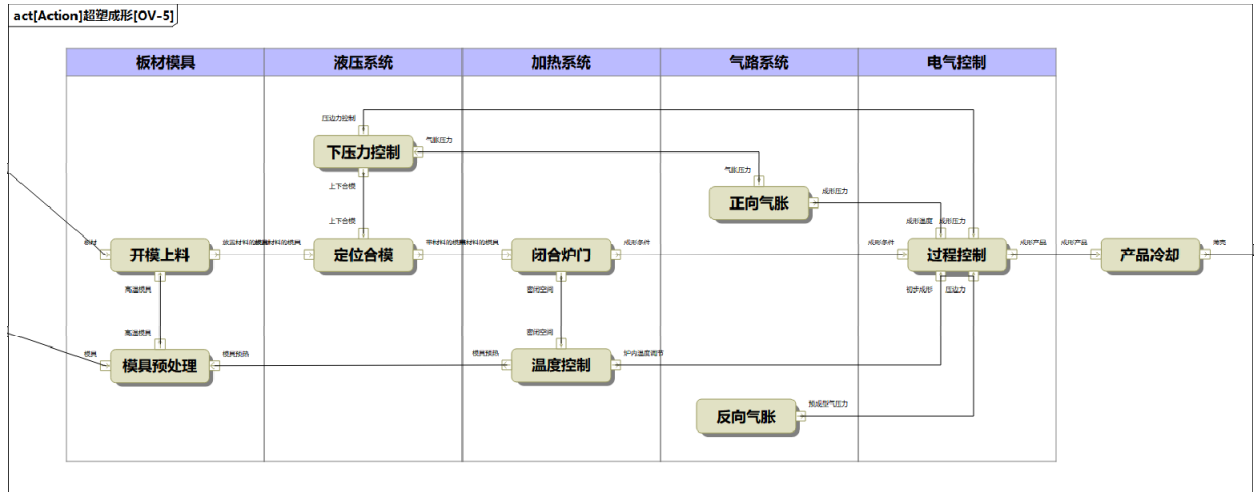 act[Action]超塑成形[OV-5]
板材模具
液压系统
加热系统
气路系统
电气控制
压边力控制
下压力控制
气胀压力
气胀压力
正向气胀
成形压力
上下合模
上下合模
成形温度
成形压力
板材
开模上料
定位合模
闭合炉门
成形条件
成形条件
过程控制
成形产品
成形产品
产品冷却
高温模具
高温模具
密闭空间
密闭空间
初步成形
压边力
模具
模具预处理
模具预热
模具预热
温度控制
炉内温度调节
反向气胀
预成型气压力